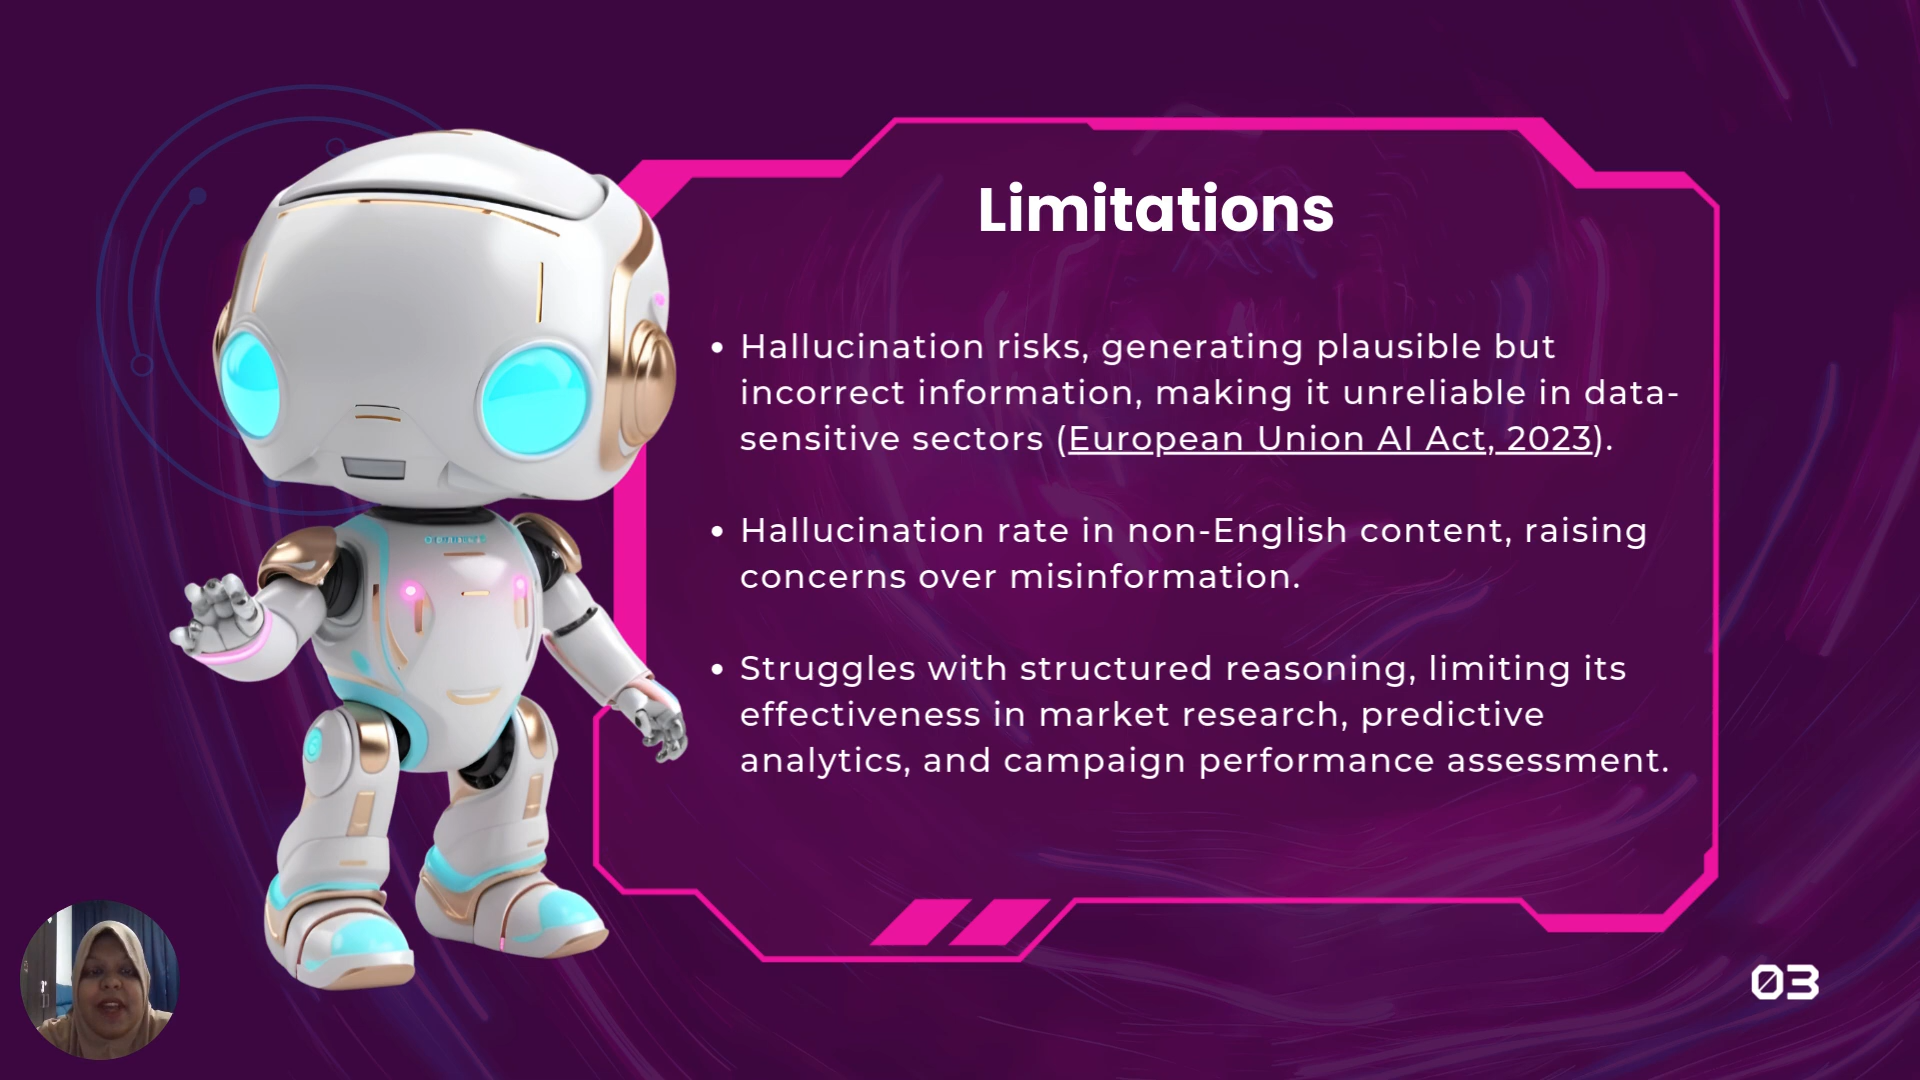 Limitations
• Hallucination risks, generating plausible but
incorrect information, making it unreliable in data-
sensitive sectors (European Union AI Act, 2023).
• Hallucination rate in non-English content, raising
concerns over misinformation.
• Struggles with structured reasoning, limiting its
effectiveness in market research, predictive
analytics, and campaign performance assessment.
03